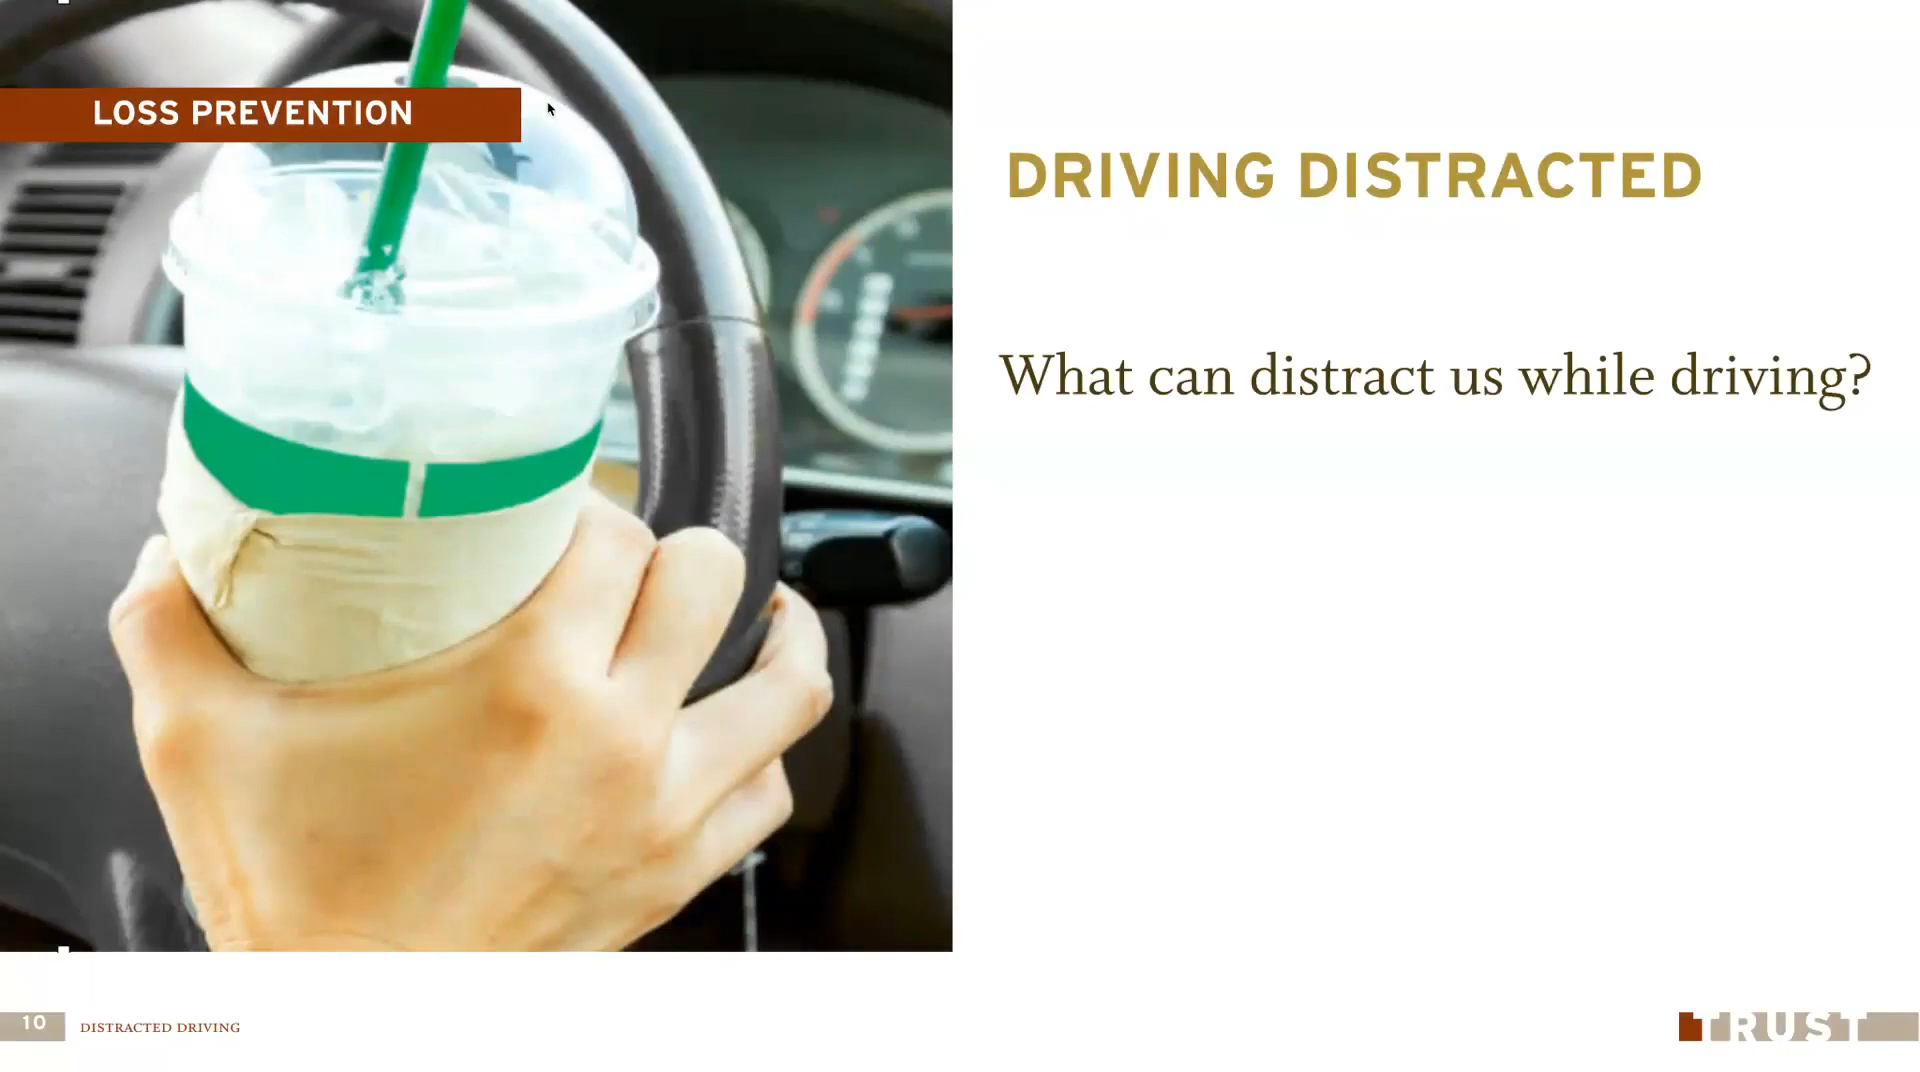 LOSS PREVENTION
DRIVING DISTRACTED
What can distract us while driving?
10 DISTRACTED DRIVING
TRUST